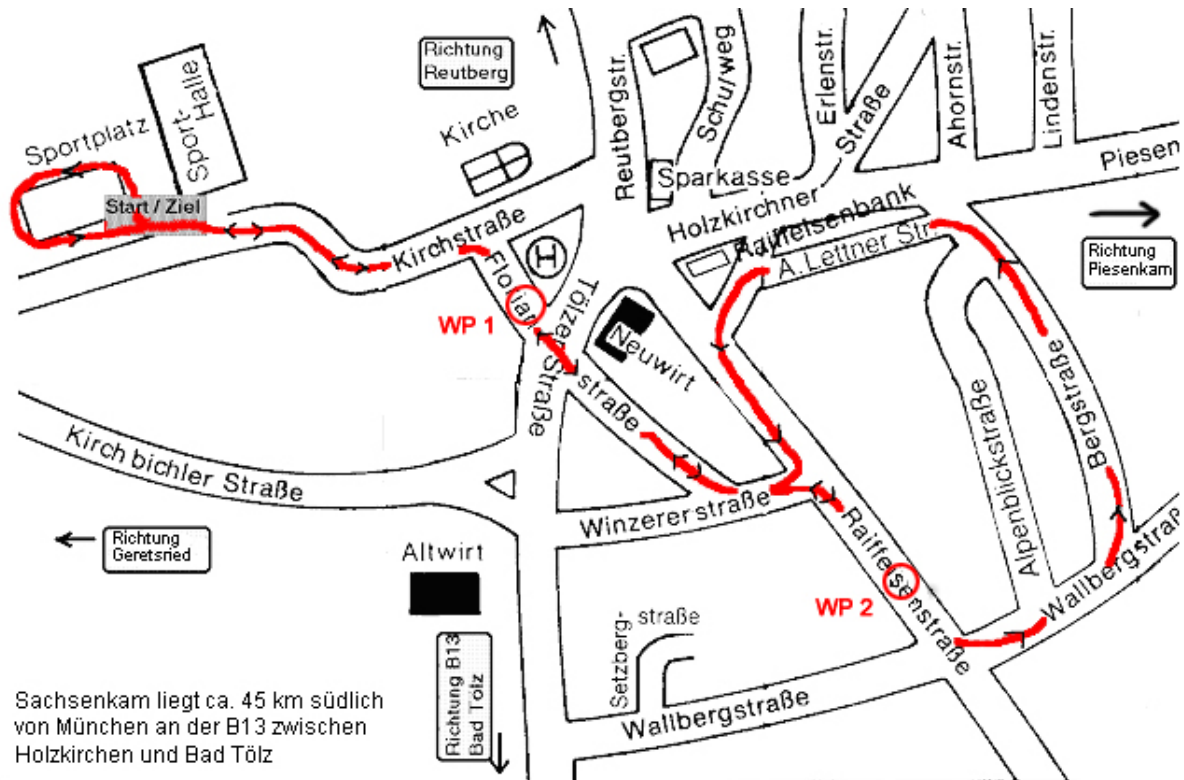 Richtung
Reutberg
Kirche
Reutbergstr.
Schulweg
Erlenstr.
Straße
Ahornstr.
Lindenstr.
Piesen
Sport-
Halle
Sportplatz
Start / Ziel
Sparkasse
Holzkirchner
Raiffeisenbank
A. Lettner Str.
Richtung
Piesenkam
Kirchstraße
H
Florian
straße
WP 1
Tölzer Straße
Neuwirt
Kirchbichler Straße
Winzererstraße
Raiffeisenstraße
WP 2
Alpenblickstraße
Bergstraße
Wallbergstraß
Richtung
Geretsried
Altwirt
Setzberg-
straße
Wallbergstraße
Richtung B13
Bad Tölz
Sachsenkam liegt ca. 45 km südlich
von München an der B13 zwischen
Holzkirchen und Bad Tölz